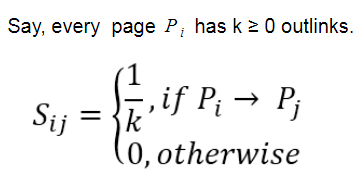 Say, every page P_i has k ≥ 0 outlinks.
S_ij = { 1/k , if P_i → P_j
0, otherwise